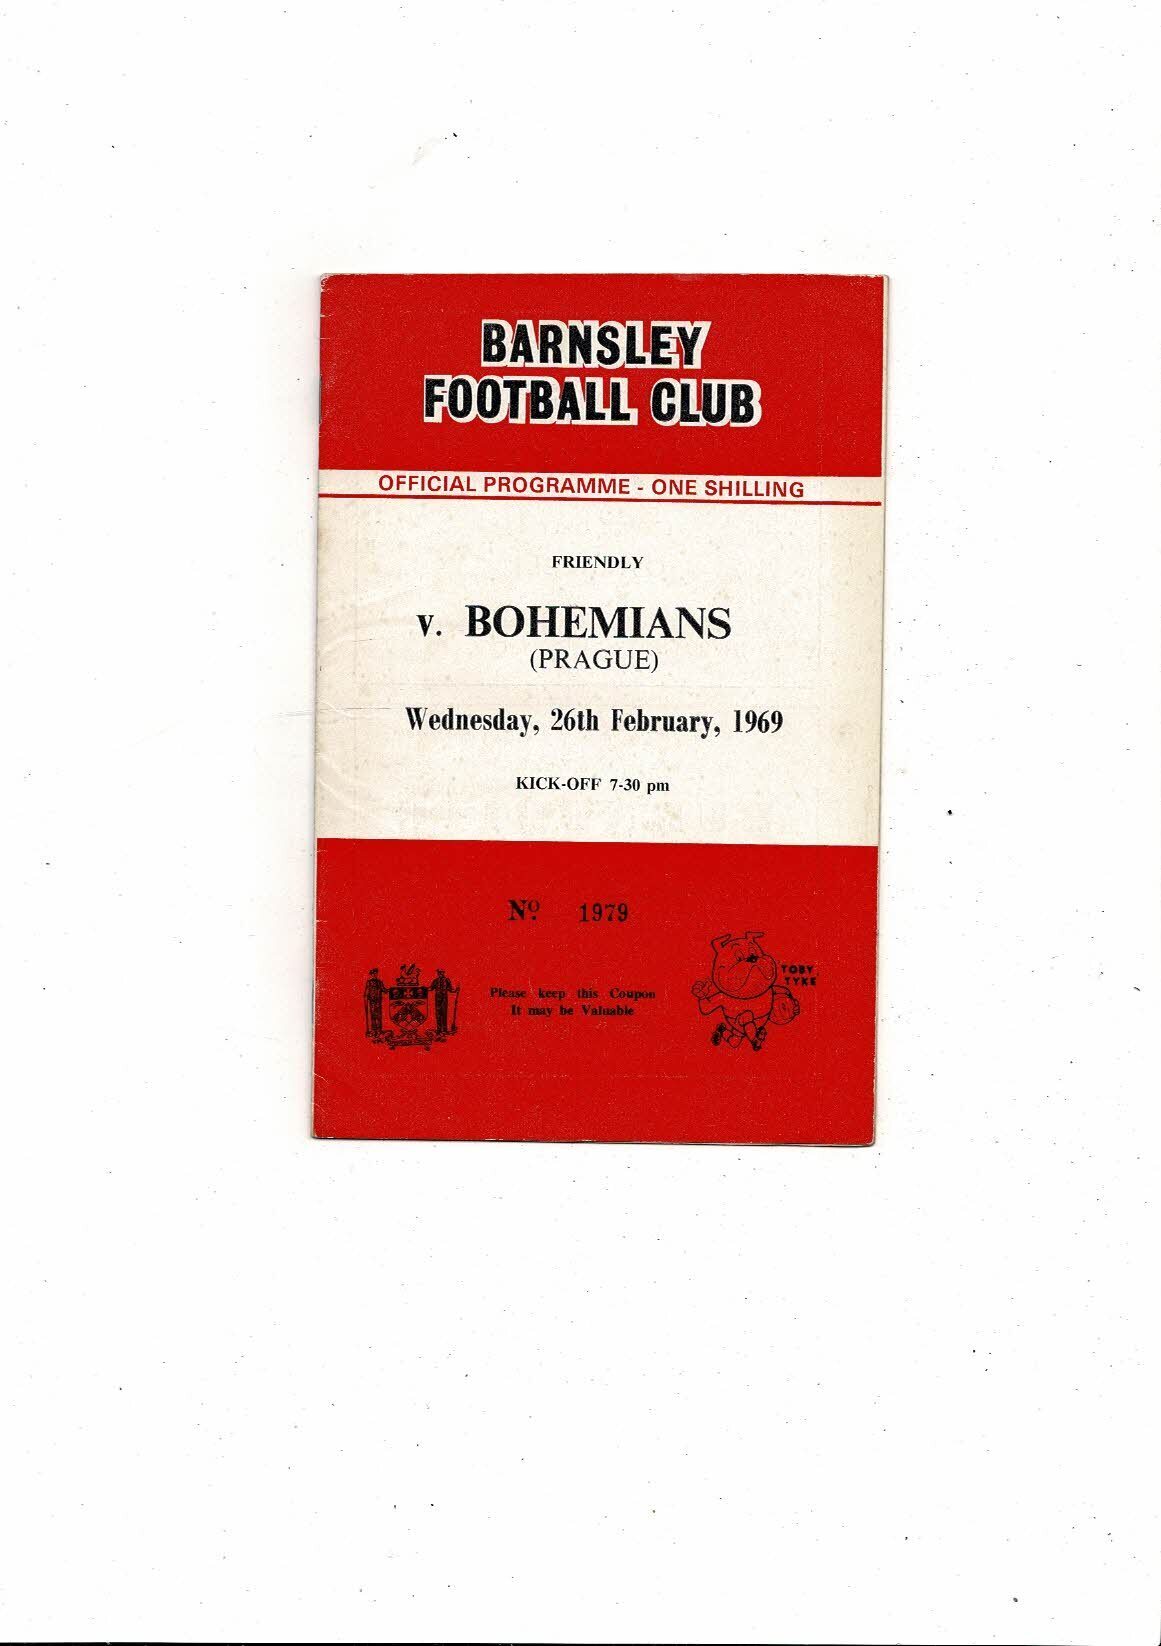 BARNSLEY
FOOTBALL CLUB
OFFICIAL PROGRAMME - ONE SHILLING
FRIENDLY
v. BOHEMIANS
(PRAGUE)
Wednesday, 26th February, 1969
KICK-OFF 7-30 pm
Nº 1979
Please keep this Coupon
It may be Valuable
TOBY
TYKE